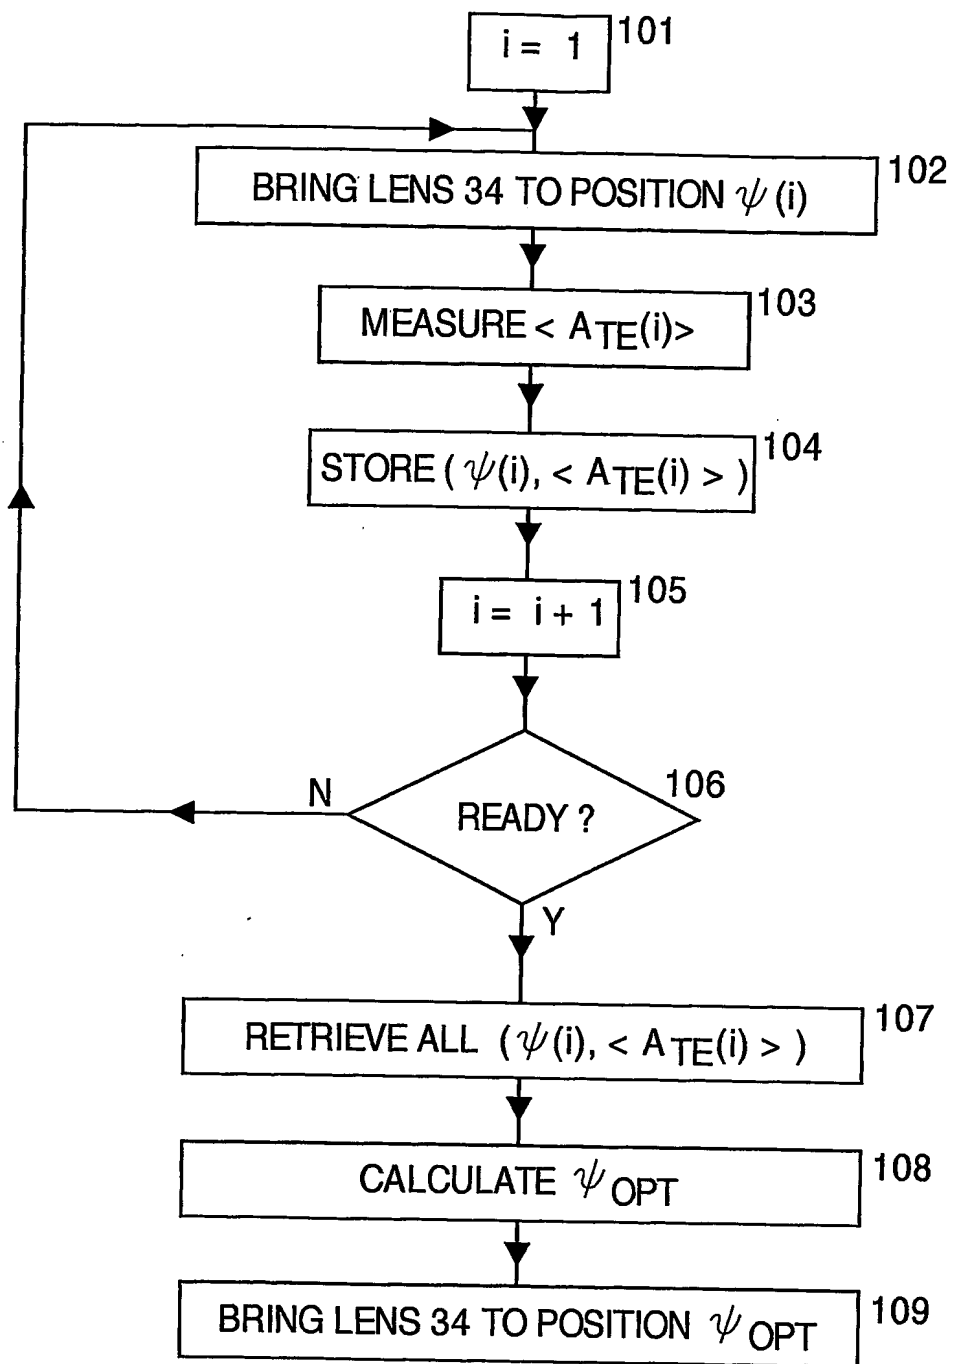 i = 1
101
BRING LENS 34 TO POSITION ψ(i)
102
MEASURE < ATE(i)>
103
STORE ( ψ(i), < ATE(i) > )
104
i = i + 1
105
N
READY ?
106
Y
RETRIEVE ALL ( ψ(i), < ATE(i) > )
107
CALCULATE ψ OPT
108
BRING LENS 34 TO POSITION ψ OPT
109